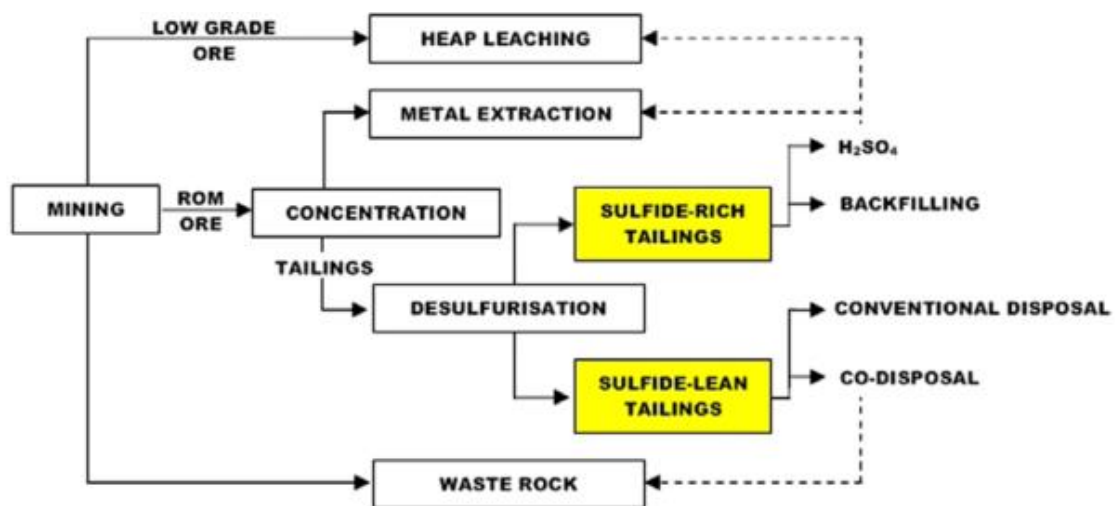 LOW GRADE
ORE
HEAP LEACHING
METAL EXTRACTION
H₂SO₄
MINING
ROM
ORE
CONCENTRATION
SULFIDE-RICH
TAILINGS
BACKFILLING
TAILINGS
DESULFURISATION
CONVENTIONAL DISPOSAL
SULFIDE-LEAN
TAILINGS
CO-DISPOSAL
WASTE ROCK